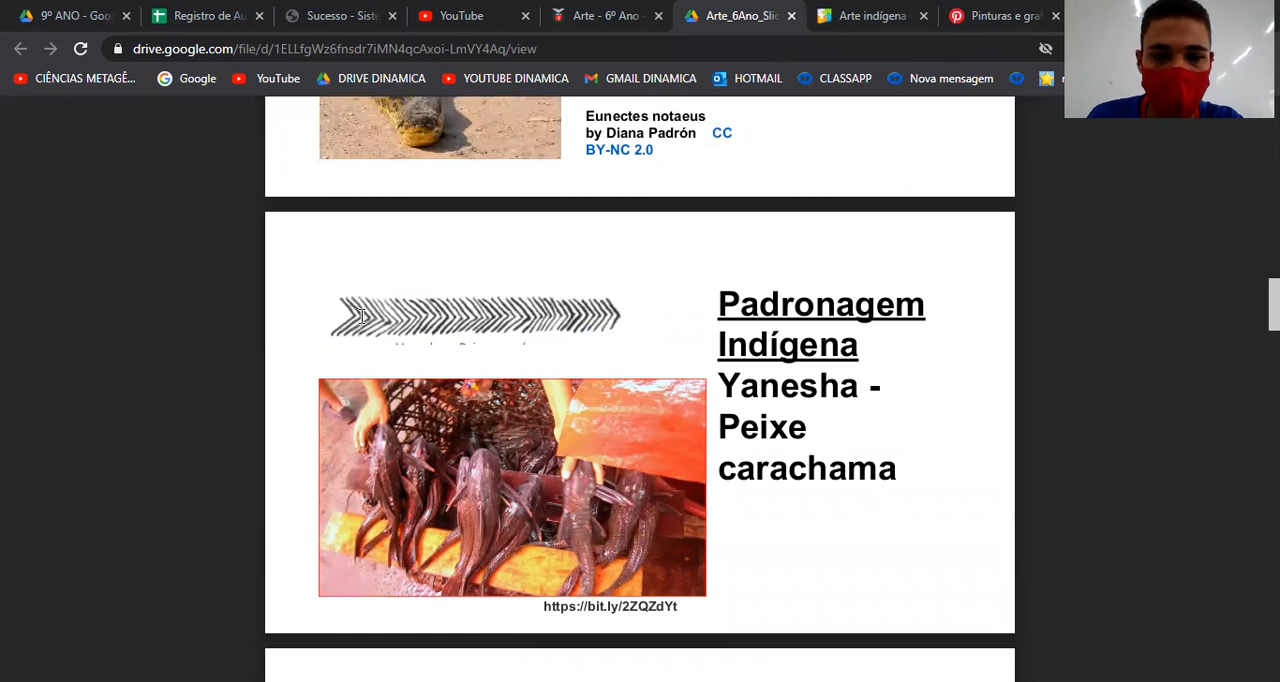 9º ANO - Goo
Registro de Au
Sucesso - Siste
YouTube
Arte - 6º Ano -
Arte_6Ano_Slid
Arte indígena
Pinturas e graf
drive.google.com/file/d/1ELLfgWz6fnsdr7iMN4qcAxoi-LmVY4Aq/view
CIÊNCIAS METAGÊ...
Google
YouTube
DRIVE DINAMICA
YOUTUBE DINAMICA
GMAIL DINAMICA
HOTMAIL
CLASSAPP
Nova mensagem
Eunectes notaeus
by Diana Padrón CC
BY-NC 2.0
Padronagem
Indígena
Yanesha -
Peixe
carachama
https://bit.ly/2ZQZdYt